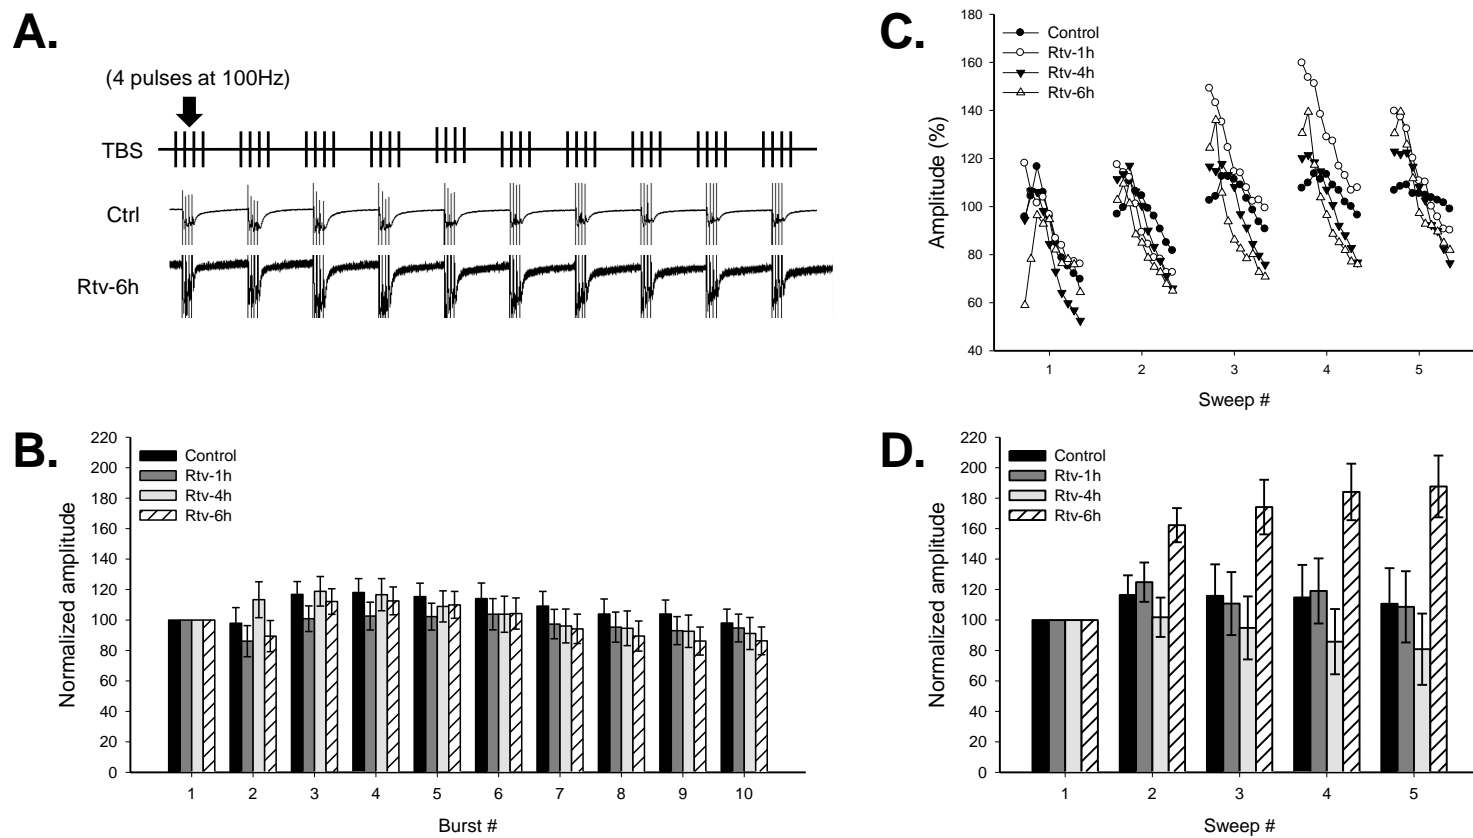 A.
(4 pulses at 100Hz)
TBS
Ctrl
Rtv-6h
C.
180
160
140
120
100
80
60
40
Amplitude (%)
Control
Rtv-1h
Rtv-4h
Rtv-6h
1 2 3 4 5
Sweep #
B.
220
200
180
160
140
120
100
80
60
40
20
0
Normalized amplitude
Control
Rtv-1h
Rtv-4h
Rtv-6h
1 2 3 4 5 6 7 8 9 10
Burst #
D.
220
200
180
160
140
120
100
80
60
40
20
0
Normalized amplitude
Control
Rtv-1h
Rtv-4h
Rtv-6h
1 2 3 4 5
Sweep #